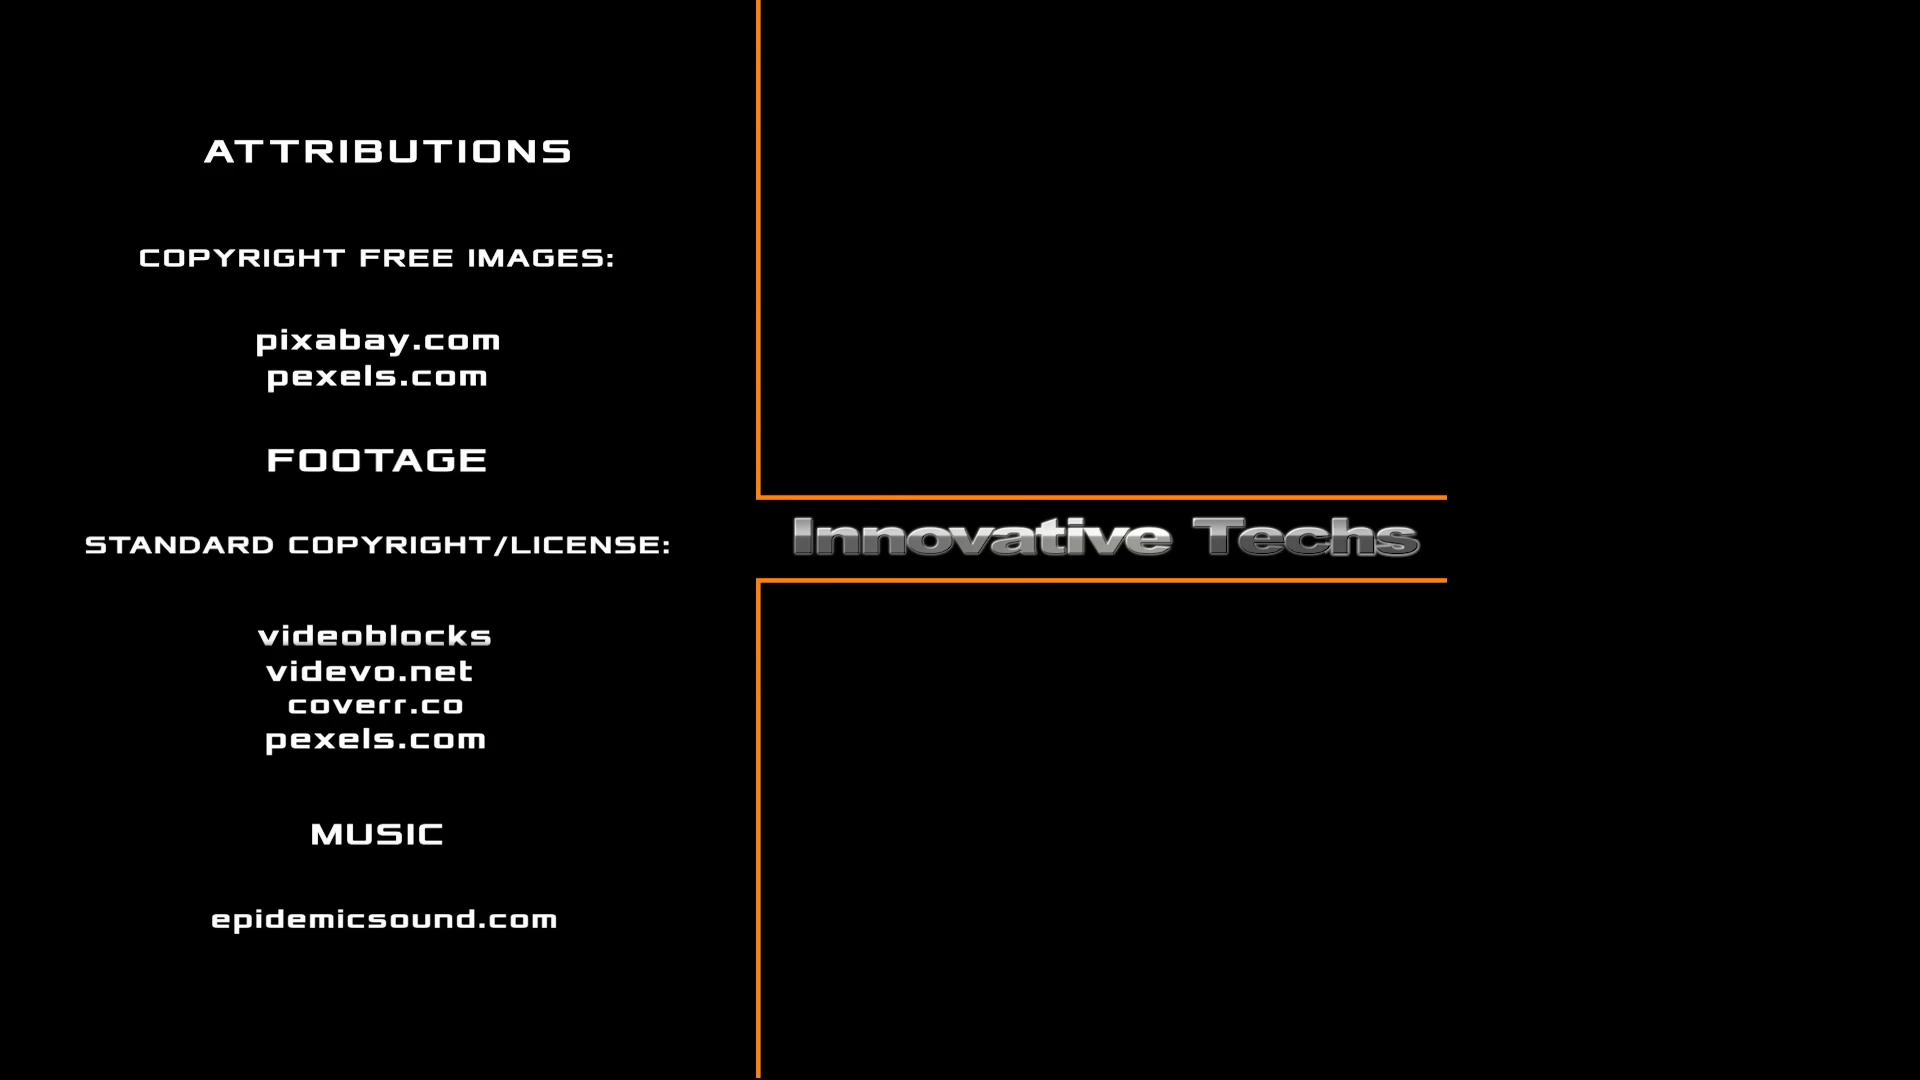 ATTRIBUTIONS
COPYRIGHT FREE IMAGES:
pixabay.com
pexels.com
FOOTAGE
STANDARD COPYRIGHT/LICENSE:
videoblocks
videvo.net
coverr.co
pexels.com
MUSIC
epidemicsound.com
Innovative Techs